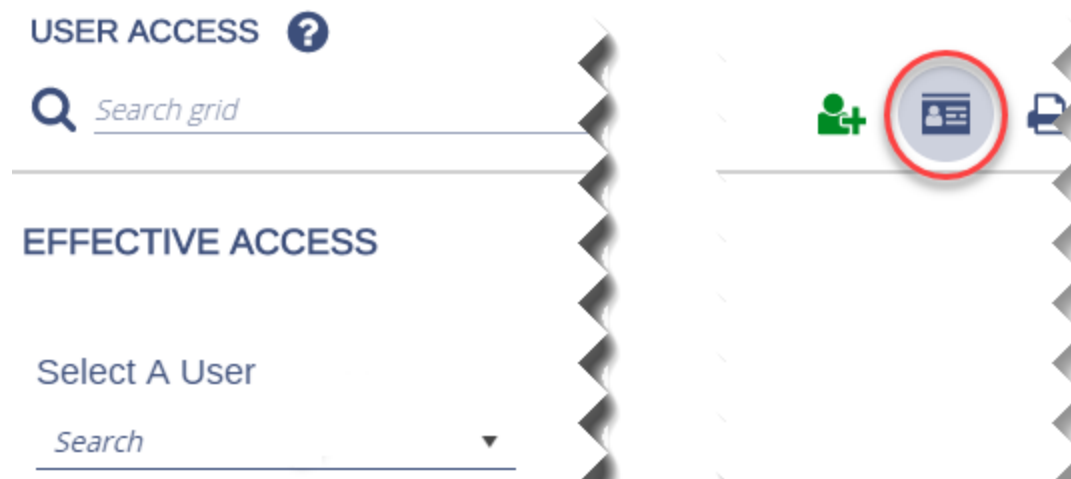 USER ACCESS ?
Search grid
EFFECTIVE ACCESS
Select A User
Search